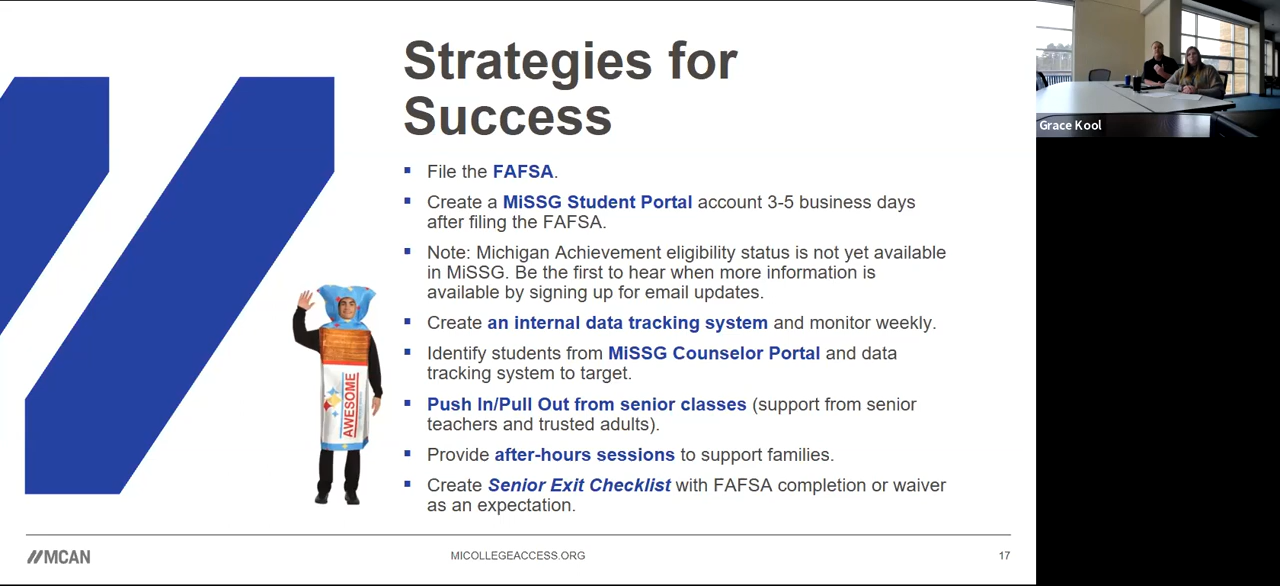 Strategies for
Success
File the FAFSA.
Create a MiSSG Student Portal account 3-5 business days
after filing the FAFSA.
Note: Michigan Achievement eligibility status is not yet available
in MiSSG. Be the first to hear when more information is
available by signing up for email updates.
Create an internal data tracking system and monitor weekly.
Identify students from MiSSG Counselor Portal and data
tracking system to target.
Push In/Pull Out from senior classes (support from senior
teachers and trusted adults).
Provide after-hours sessions to support families.
Create Senior Exit Checklist with FAFSA completion or waiver
as an expectation.
AWESOME
MCAN
MICOLLEGEACCESS.ORG
17
Grace Kool